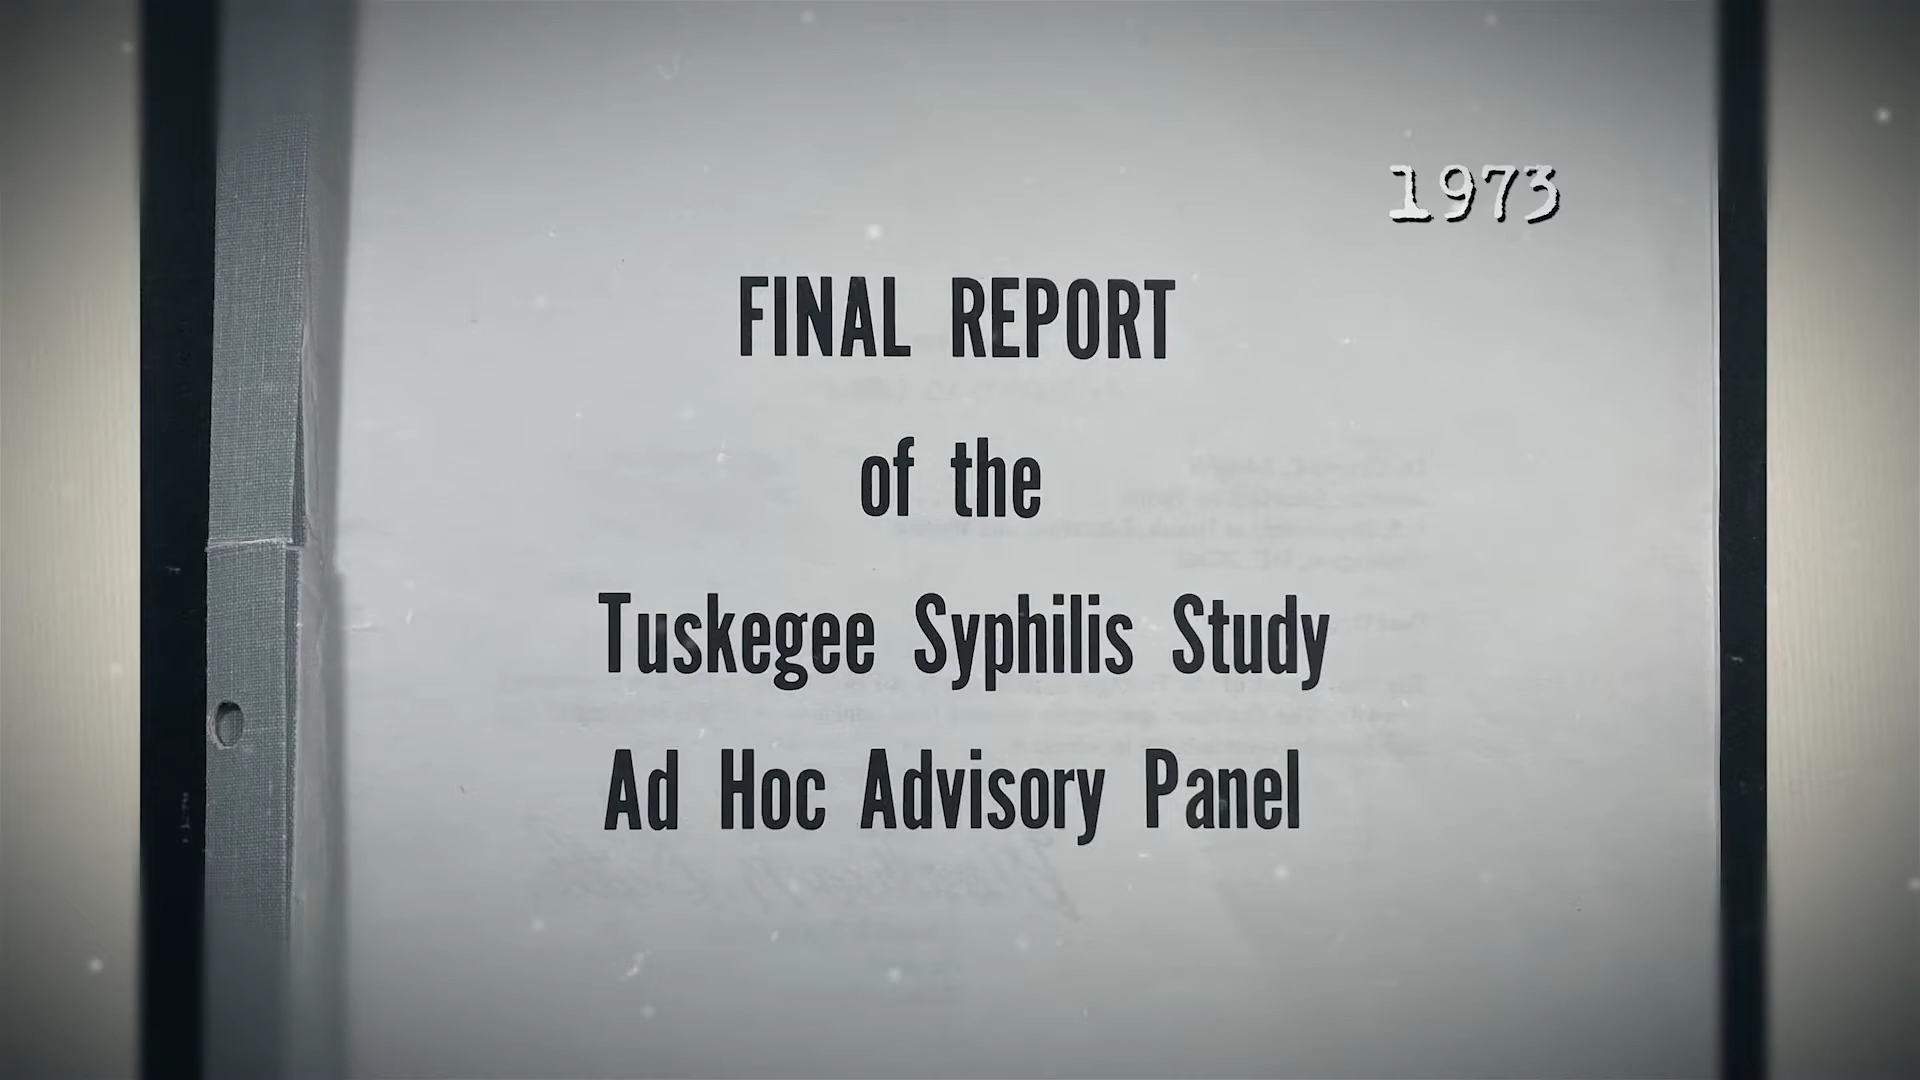 1973
FINAL REPORT
of the
Tuskegee Syphilis Study
Ad Hoc Advisory Panel